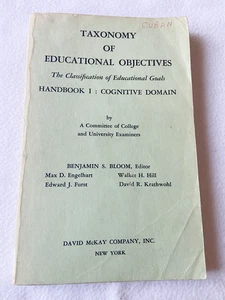 CURAN
TAXONOMY
OF
EDUCATIONAL OBJECTIVES
The Classification of Educational Goals
HANDBOOK I : COGNITIVE DOMAIN
by
A Committee of College
and University Examiners
BENJAMIN S. BLOOM, Editor
Max D. Engelhart Walker H. Hill
Edward J. Furst David R. Krathwohl
DAVID McKAY COMPANY, INC.
NEW YORK